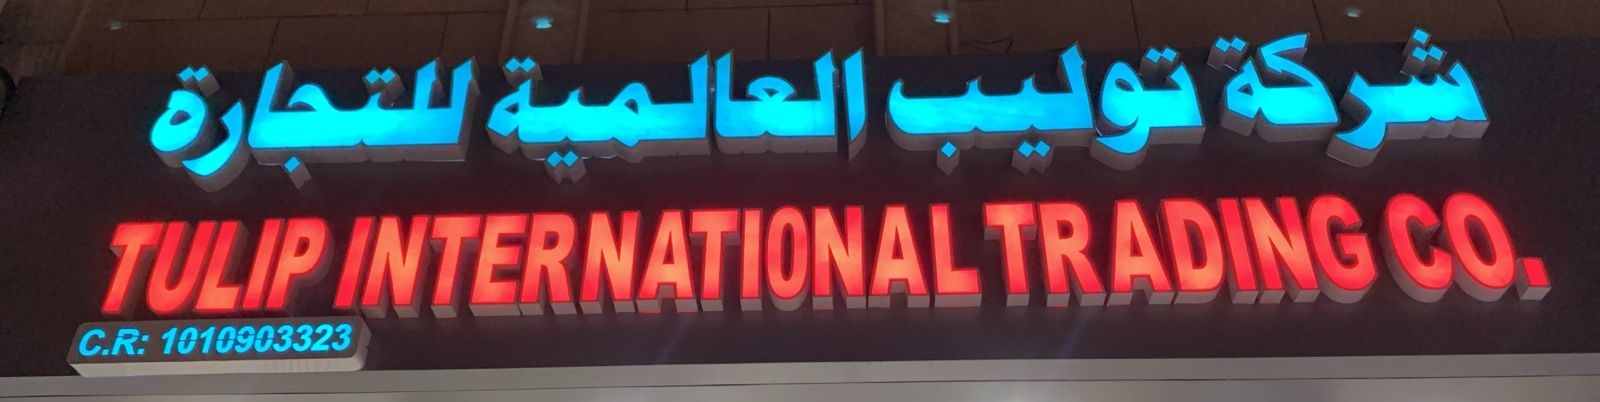 شركة توليب العالمية للتجارة
TULIP INTERNATIONAL TRADING CO.
C.R: 1010903323